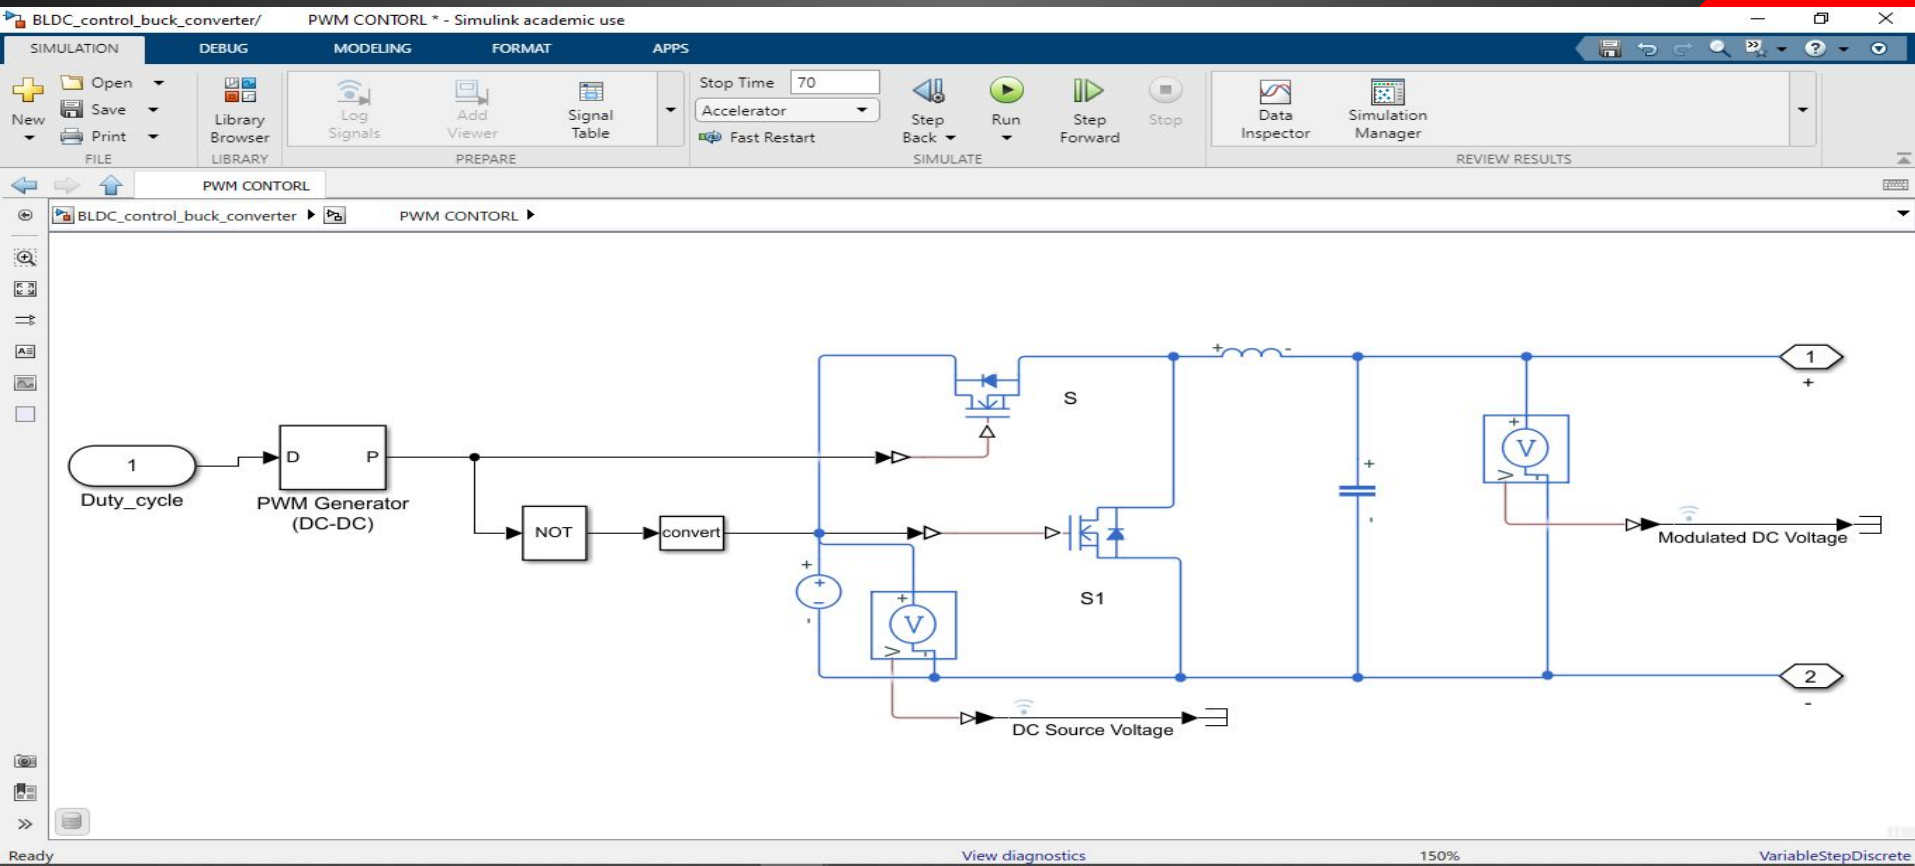 BLDC_control_buck_converter/ PWM CONTORL * - Simulink academic use
SIMULATION DEBUG MODELING FORMAT APPS
New
Open
Save
Print
FILE
Library
Browser
LIBRARY
Log
Signals
Add
Viewer
Signal
Table
PREPARE
Stop Time 70
Accelerator
Fast Restart
Step
Back
Run
Step
Forward
Stop
SIMULATE
Data
Inspector
Simulation
Manager
REVIEW RESULTS
PWM CONTORL
BLDC_control_buck_converter PWM CONTORL
1
Duty_cycle
D P
PWM Generator
(DC-DC)
NOT
convert
S
S1
+
-
+
-
+
V
V
-
DC Source Voltage
+ -
+
-
+
V
V
-
Modulated DC Voltage
1
+
2
-
Ready View diagnostics 150% VariableStepDiscrete